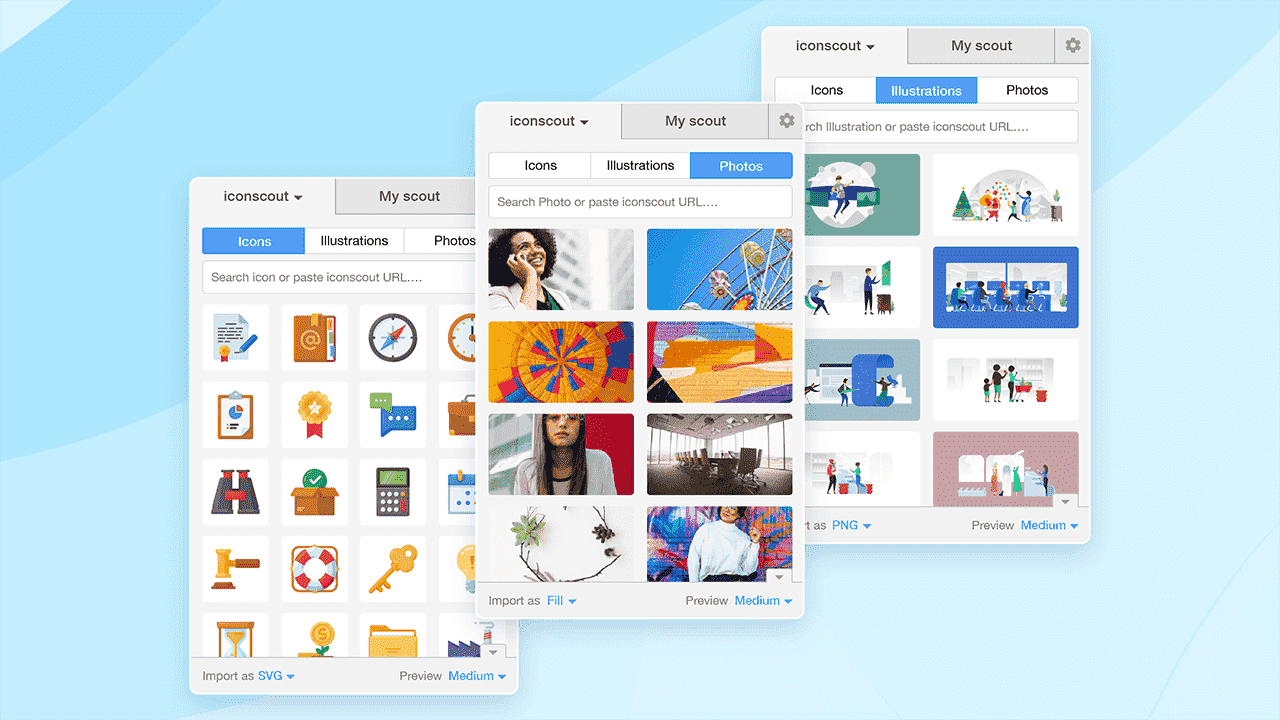 iconscout
My scout
Icons
Illustrations
Photos
Search icon or paste iconscout URL....
Import as SVG
Preview Medium
iconscout
My scout
Icons
Illustrations
Photos
Search Photo or paste iconscout URL....
Import as Fill
Preview Medium
iconscout
My scout
Icons
Illustrations
Photos
rch Illustration or paste iconscout URL....
rt as PNG
Preview Medium